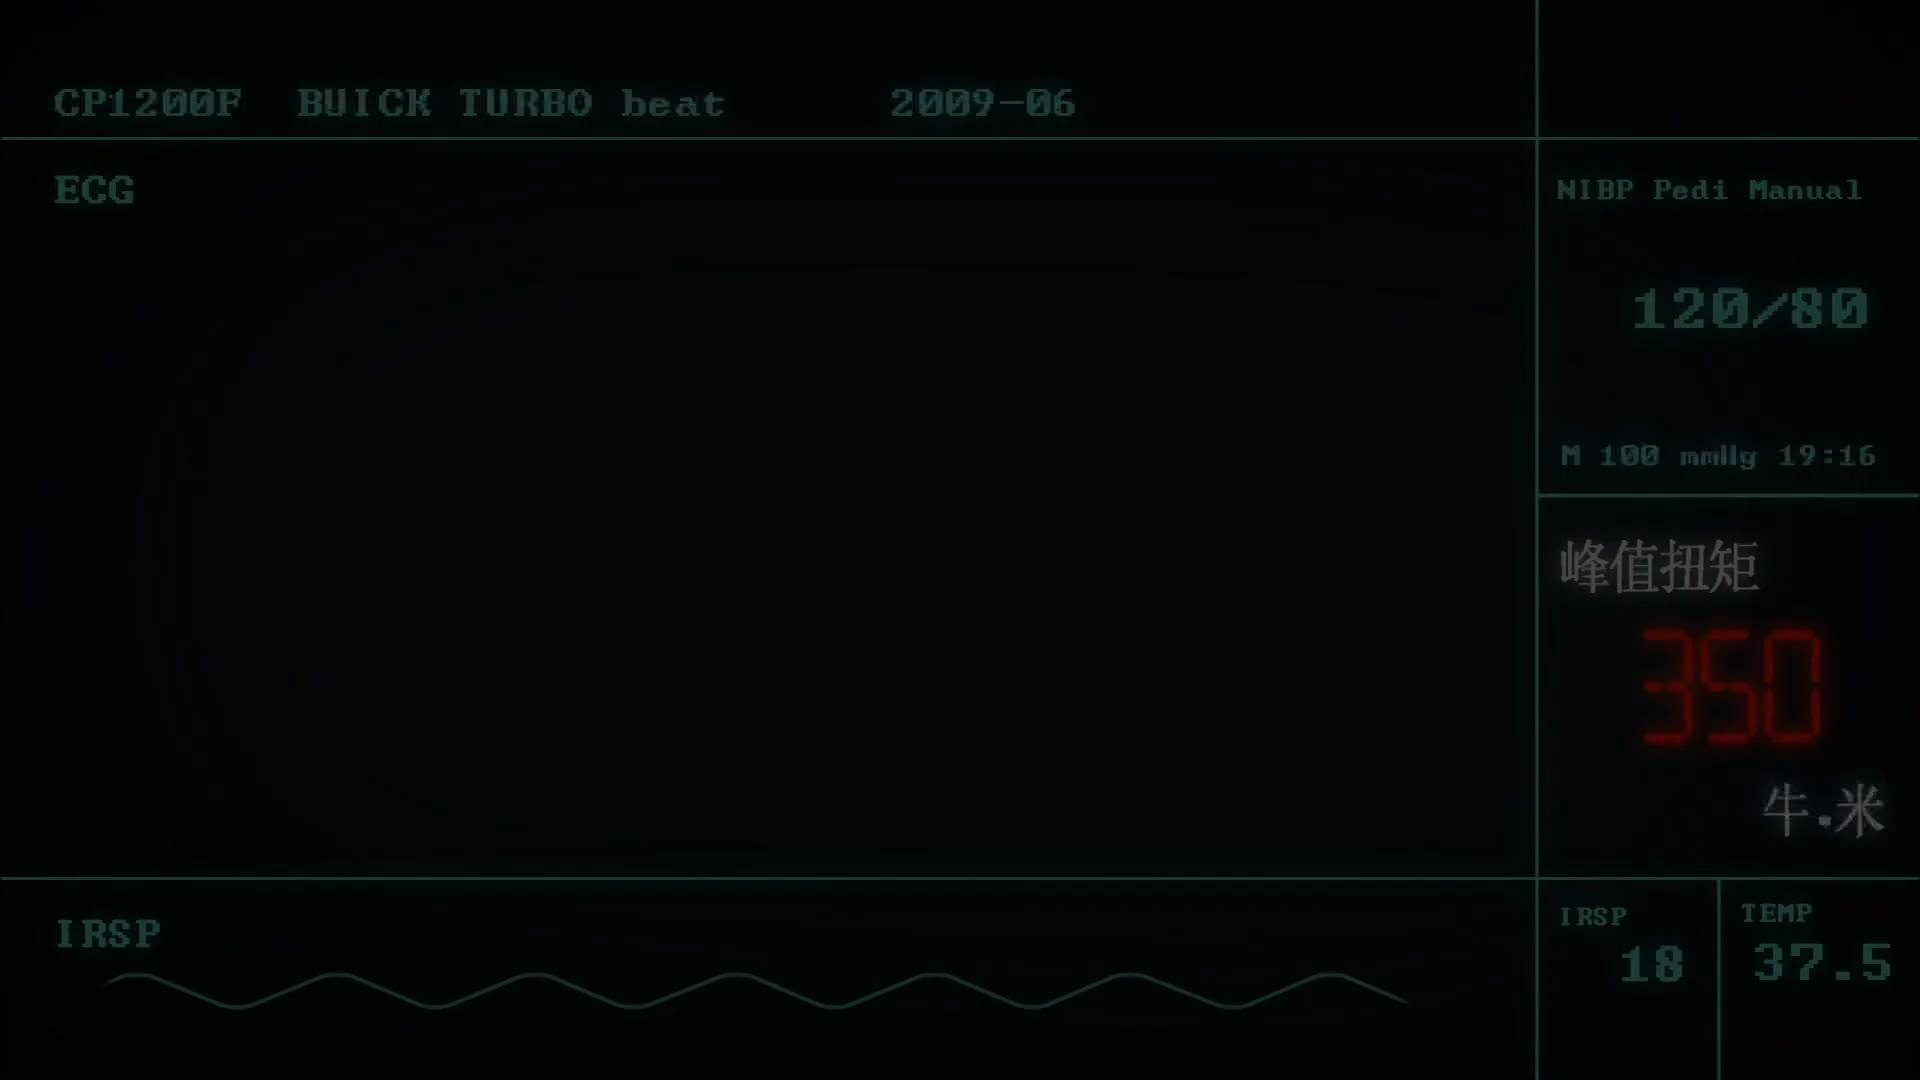 CP1200F BUICK TURBO beat 2009-06
ECG
NIBP Pedi Manual
120/80
M 100 mmHg 19:16
峰值扭矩
350
牛.米
IRSP
IRSP
18
TEMP
37.5